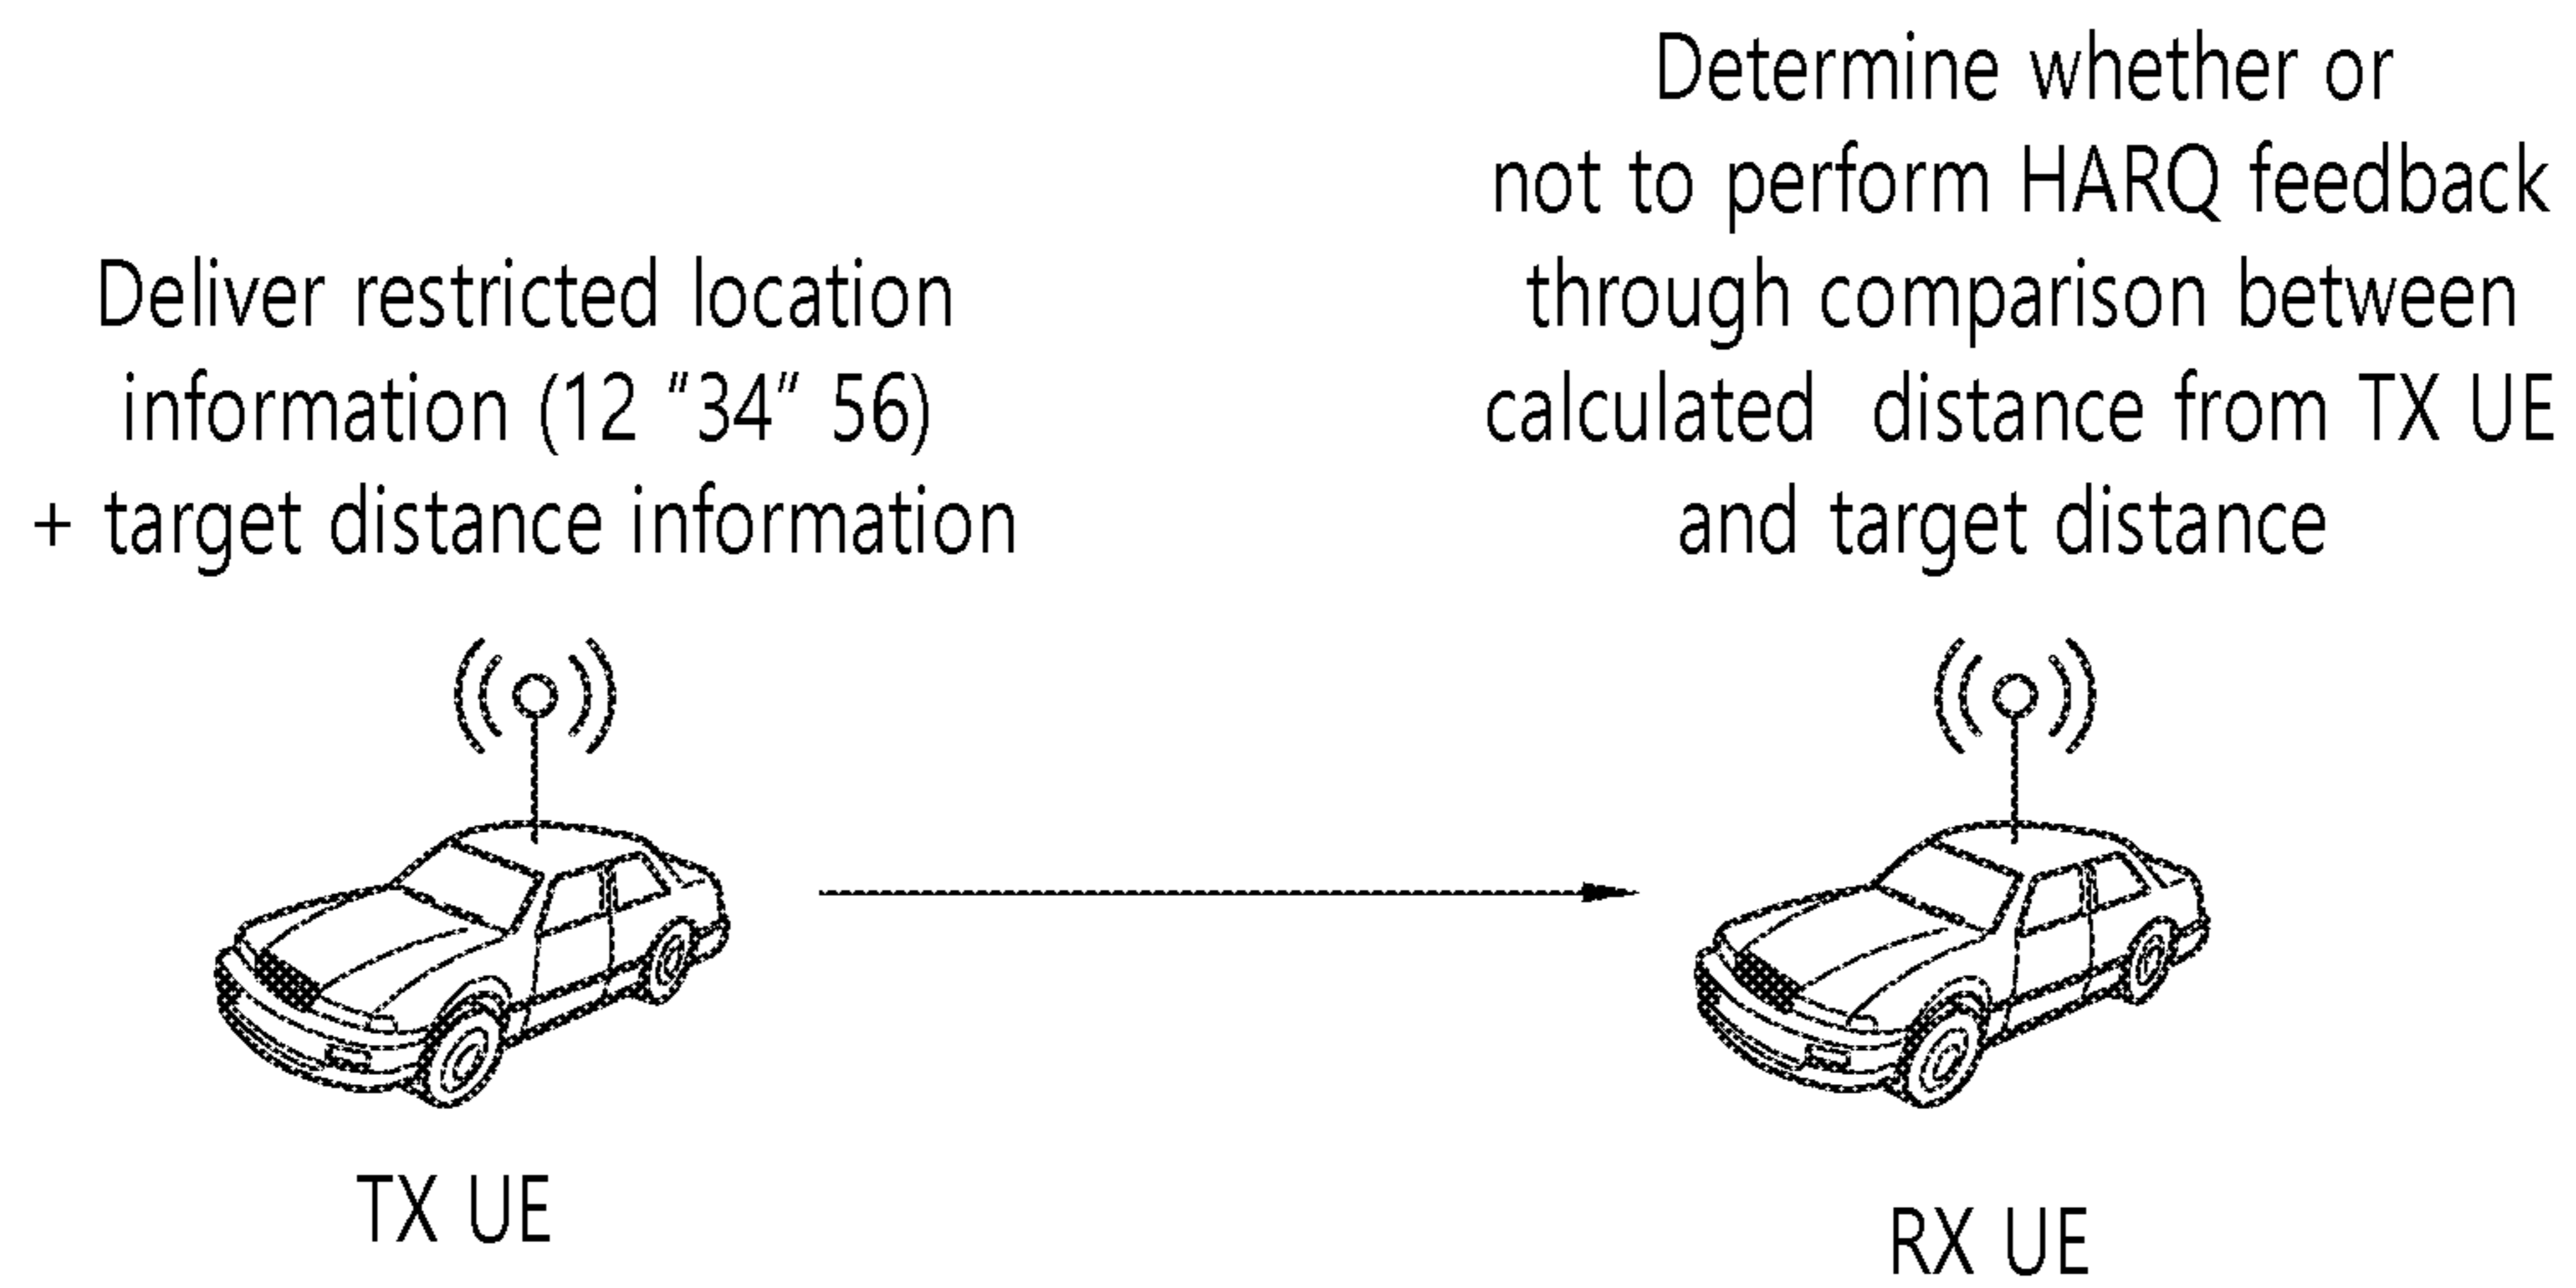 Deliver restricted location
information (12 "34" 56)
+ target distance information
Determine whether or
not to perform HARQ feedback
through comparison between
calculated distance from TX UE
and target distance
TX UE
RX UE